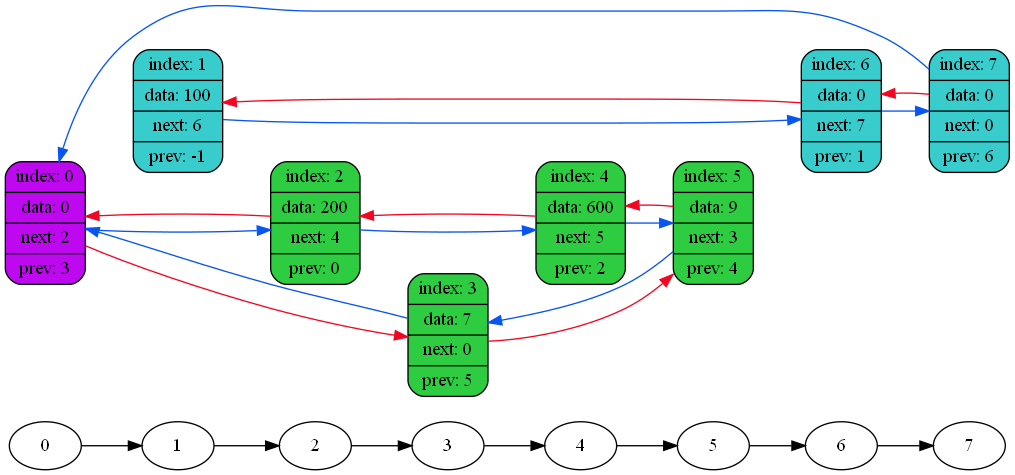 index: 1
data: 100
next: 6
prev: -1
index: 6
data: 0
next: 7
prev: 1
index: 7
data: 0
next: 0
prev: 6
index: 0
data: 0
next: 2
prev: 3
index: 2
data: 200
next: 4
prev: 0
index: 4
data: 600
next: 5
prev: 2
index: 5
data: 9
next: 3
prev: 4
index: 3
data: 7
next: 0
prev: 5
0 1 2 3 4 5 6 7